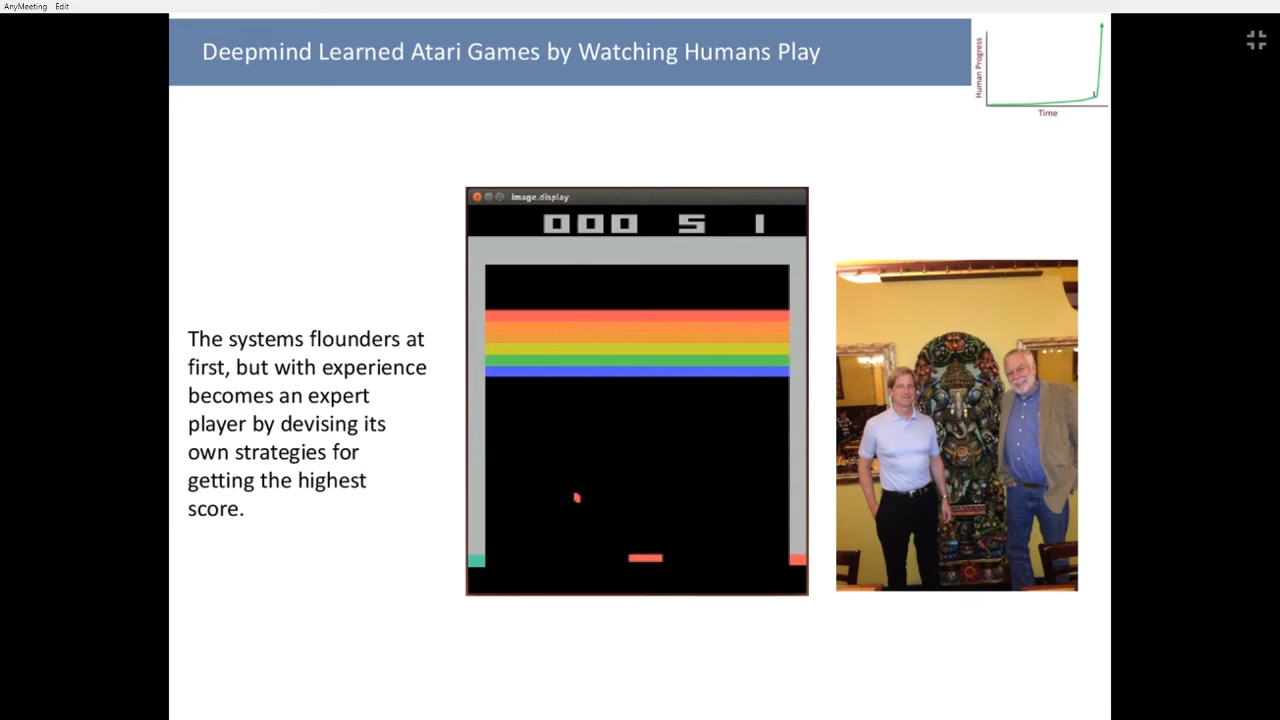 AnyMeeting Edit
Deepmind Learned Atari Games by Watching Humans Play
Human Progress
Time
image.display
000 5 1
The systems flounders at
first, but with experience
becomes an expert
player by devising its
own strategies for
getting the highest
score.